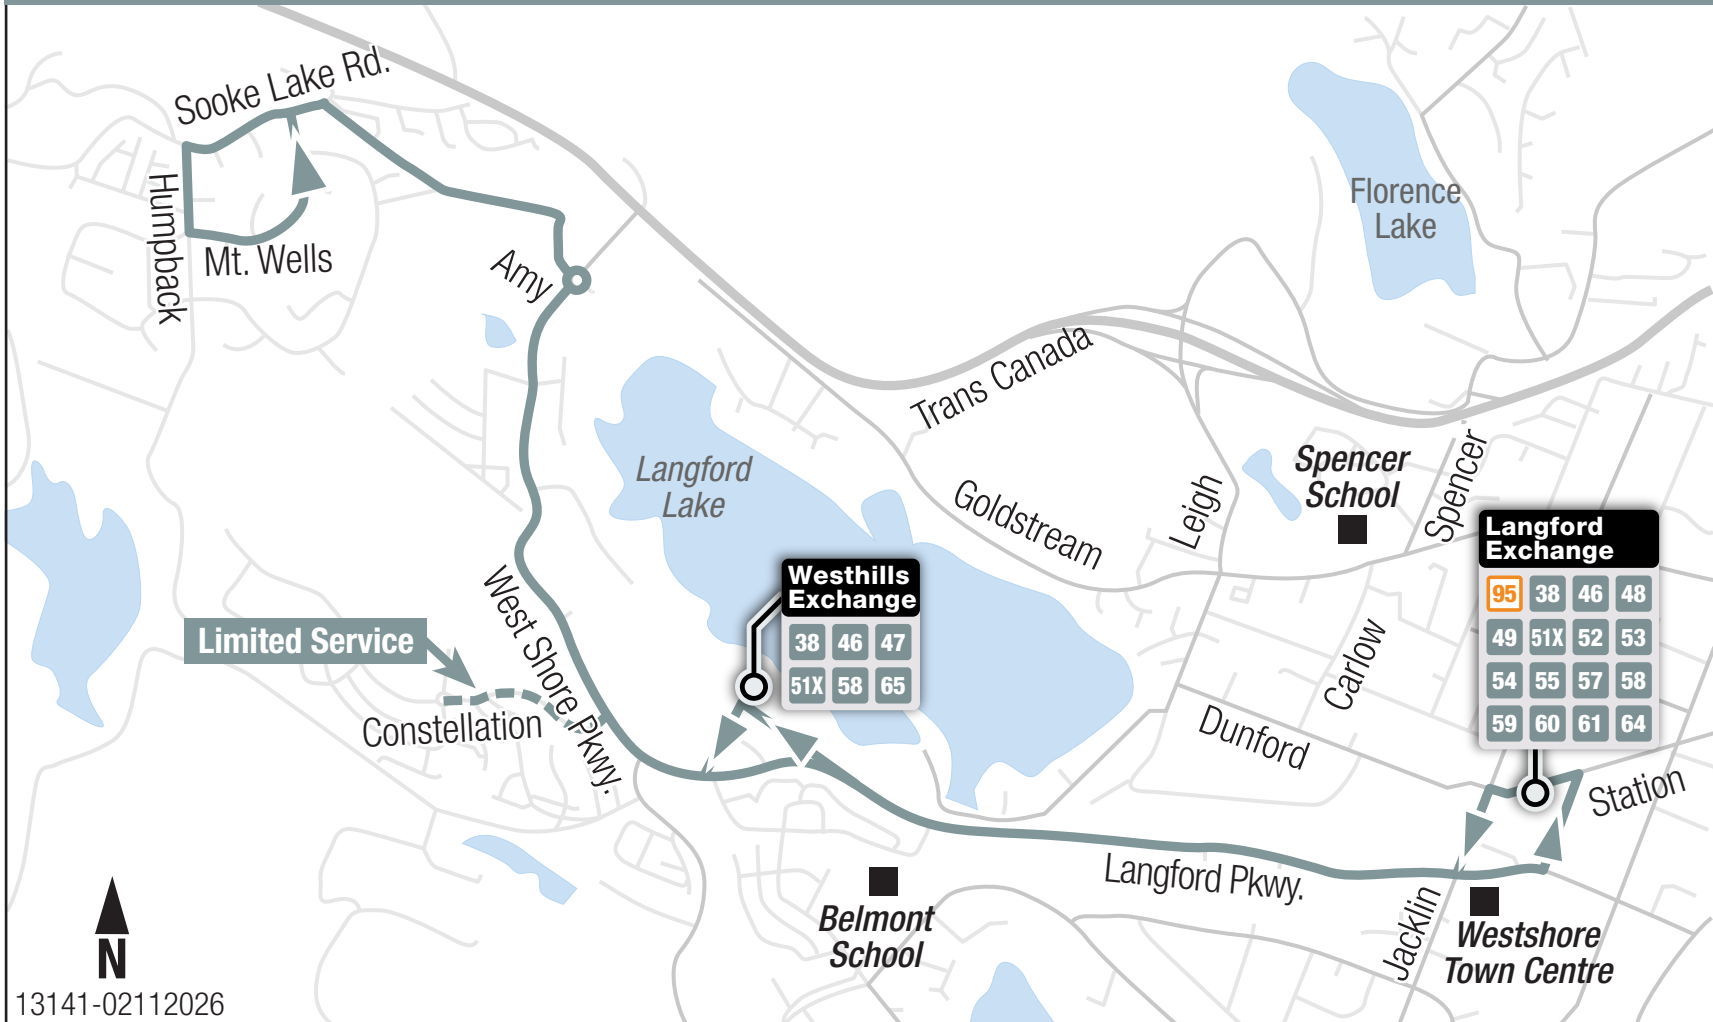 Sooke Lake Rd.
Humpback
Mt. Wells
Amy
Florence
Lake
Trans Canada
Langford
Lake
Goldstream
Leigh
Spencer
School
Spencer
Langford
Exchange
95 38 46 48
49 51X 52 53
54 55 57 58
59 60 61 64
Westhills
Exchange
38 46 47
51X 58 65
West Shore Pkwy.
Limited Service
Constellation
Carlow
Dunford
Station
Langford Pkwy.
Jacklin
Belmont
School
Westshore
Town Centre
N
13141-02112026